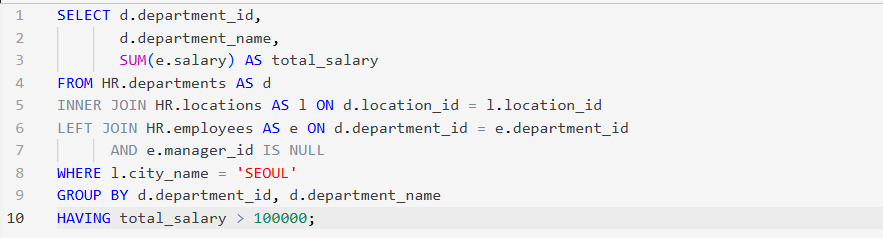 1 SELECT d.department_id,
2 d.department_name,
3 SUM(e.salary) AS total_salary
4 FROM HR.departments AS d
5 INNER JOIN HR.locations AS l ON d.location_id = l.location_id
6 LEFT JOIN HR.employees AS e ON d.department_id = e.department_id
7 AND e.manager_id IS NULL
8 WHERE l.city_name = 'SEOUL'
9 GROUP BY d.department_id, d.department_name
10 HAVING total_salary > 100000;